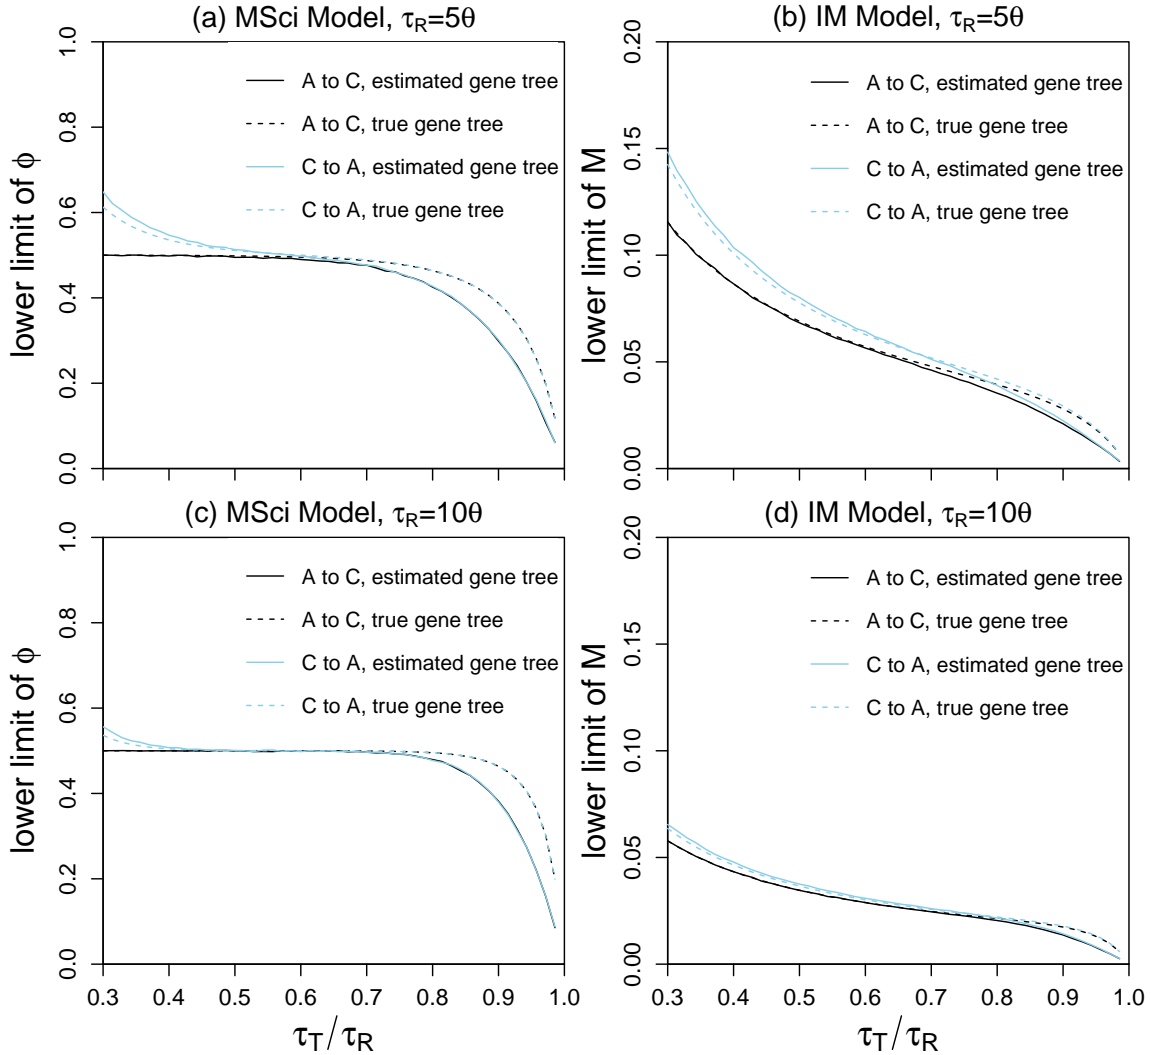 (a) MSci Model, τR=5θ
lower limit of ϕ
0.0 0.2 0.4 0.6 0.8 1.0
A to C, estimated gene tree
A to C, true gene tree
C to A, estimated gene tree
C to A, true gene tree
(b) IM Model, τR=5θ
lower limit of M
0.00 0.05 0.10 0.15 0.20
A to C, estimated gene tree
A to C, true gene tree
C to A, estimated gene tree
C to A, true gene tree
(c) MSci Model, τR=10θ
lower limit of ϕ
0.0 0.2 0.4 0.6 0.8 1.0
A to C, estimated gene tree
A to C, true gene tree
C to A, estimated gene tree
C to A, true gene tree
0.3 0.4 0.5 0.6 0.7 0.8 0.9 1.0
τT/τR
(d) IM Model, τR=10θ
lower limit of M
0.00 0.05 0.10 0.15 0.20
A to C, estimated gene tree
A to C, true gene tree
C to A, estimated gene tree
C to A, true gene tree
0.3 0.4 0.5 0.6 0.7 0.8 0.9 1.0
τT/τR